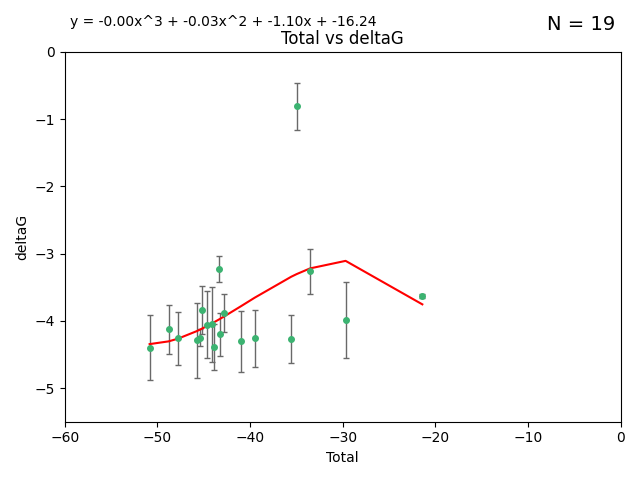 y = -0.00x^3 + -0.03x^2 + -1.10x + -16.24
N = 19
Total vs deltaG
0
−1
−2
−3
−4
−5
deltaG
−60
−50
−40
−30
−20
−10
0
Total